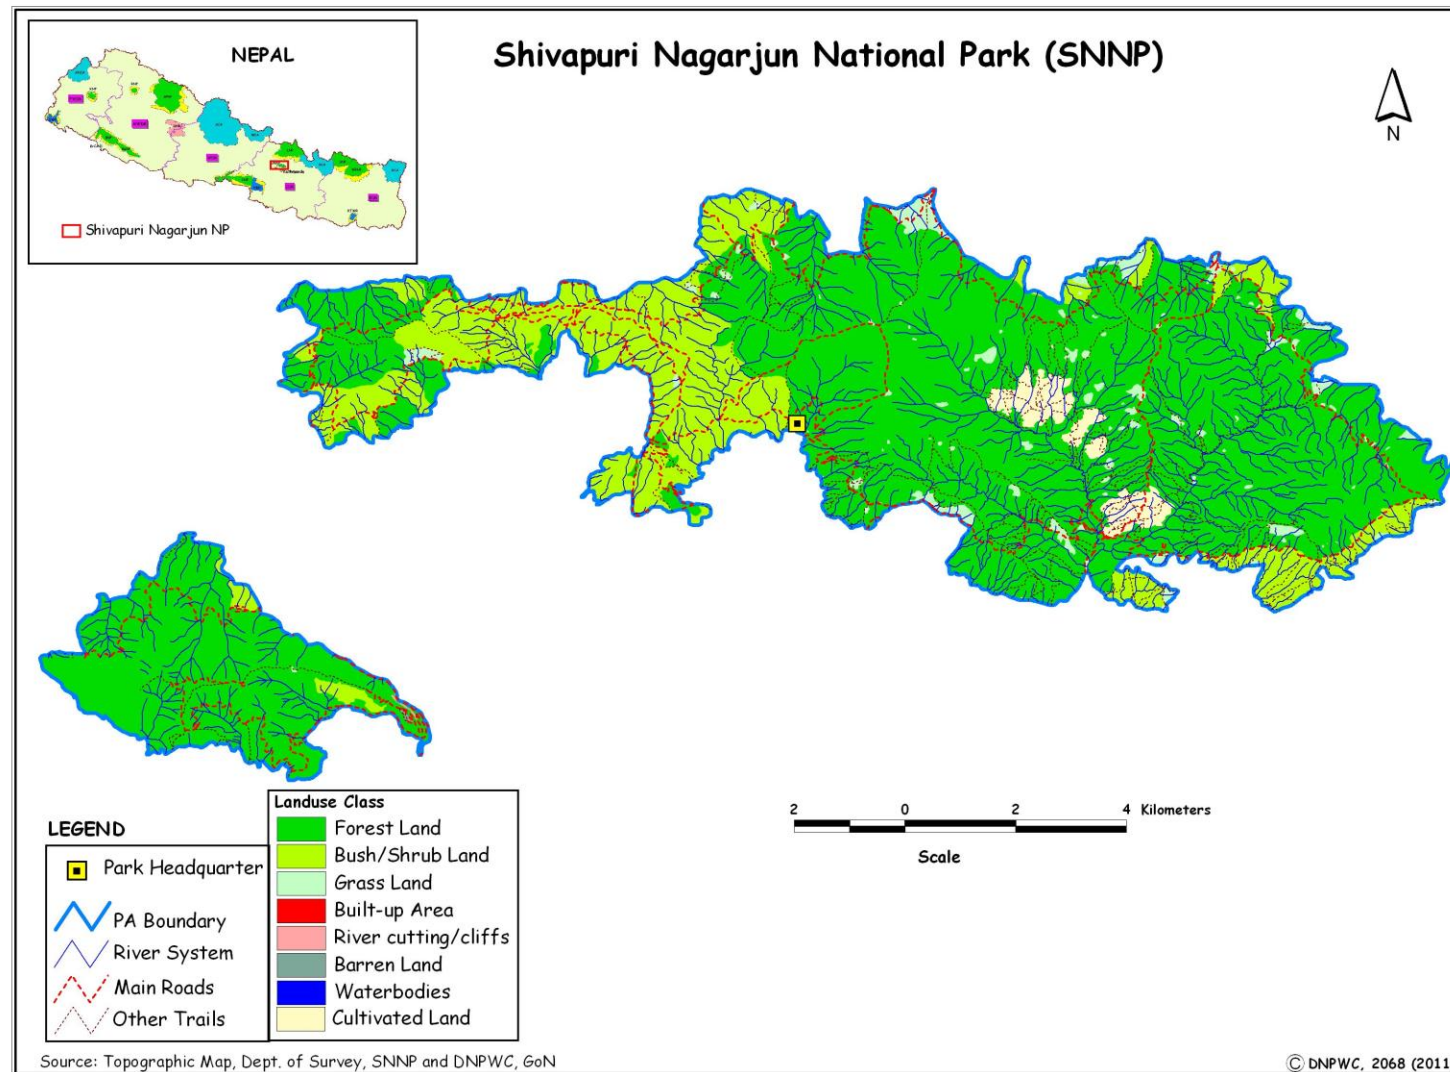 Shivapuri Nagarjun National Park (SNNP)
NEPAL
Shivapuri Nagarjun NP
N
2 0 2 4 Kilometers
Scale
LEGEND
Park Headquarter
PA Boundary
River System
Main Roads
Other Trails
Landuse Class
Forest Land
Bush/Shrub Land
Grass Land
Built-up Area
River cutting/cliffs
Barren Land
Waterbodies
Cultivated Land
Source: Topographic Map, Dept. of Survey, SNNP and DNPWC, GoN
© DNPWC, 2068 (2011